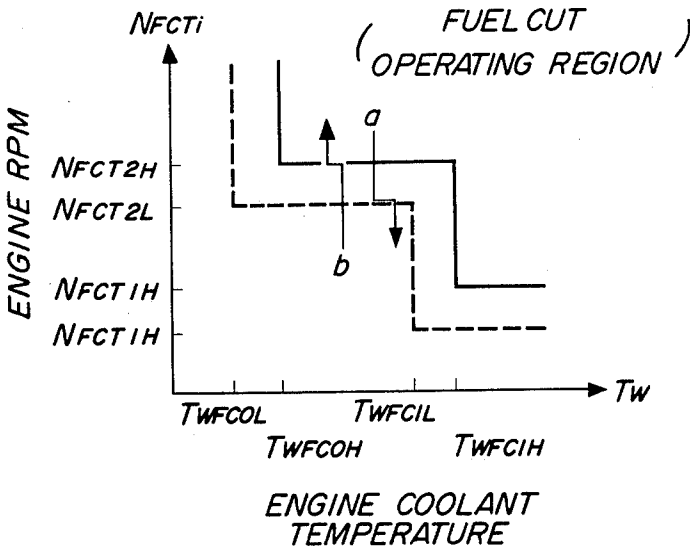 NFCTi
( FUEL CUT
OPERATING REGION )
a
ENGINE RPM
NFCT2H
NFCT2L
b
NFCT1H
NFCT1H
TW
TWFCOL
TWFCIL
TWFCOH
TWFCIH
ENGINE COOLANT
TEMPERATURE